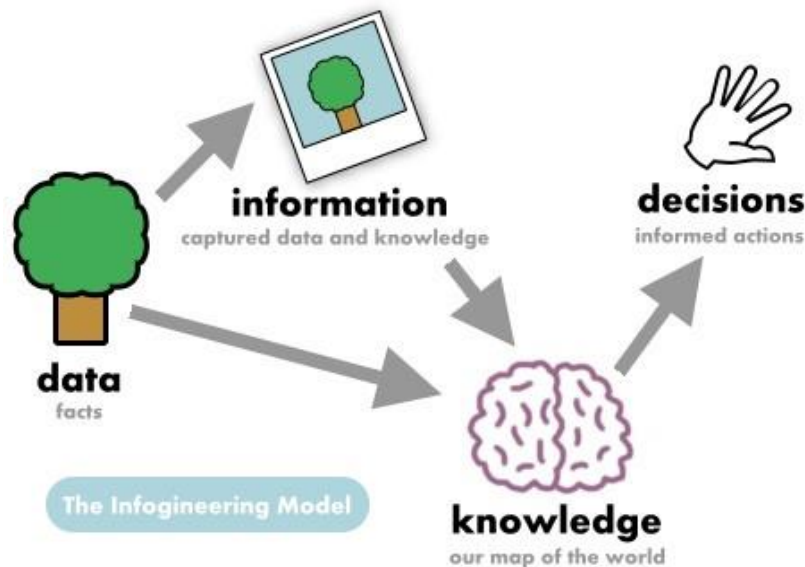 information
captured data and knowledge
decisions
informed actions
data
facts
The Infogineering Model
knowledge
our map of the world